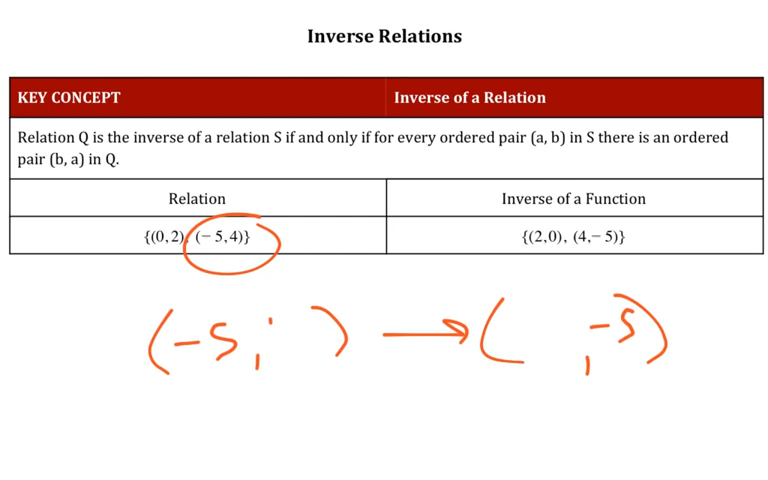 Inverse Relations
KEY CONCEPT Inverse of a Relation
Relation Q is the inverse of a relation S if and only if for every ordered pair (a, b) in S there is an ordered
pair (b, a) in Q.
Relation Inverse of a Function
{(0, 2), (− 5, 4)} {(2, 0), (4, − 5)}
(−5, ) → ( , −5)